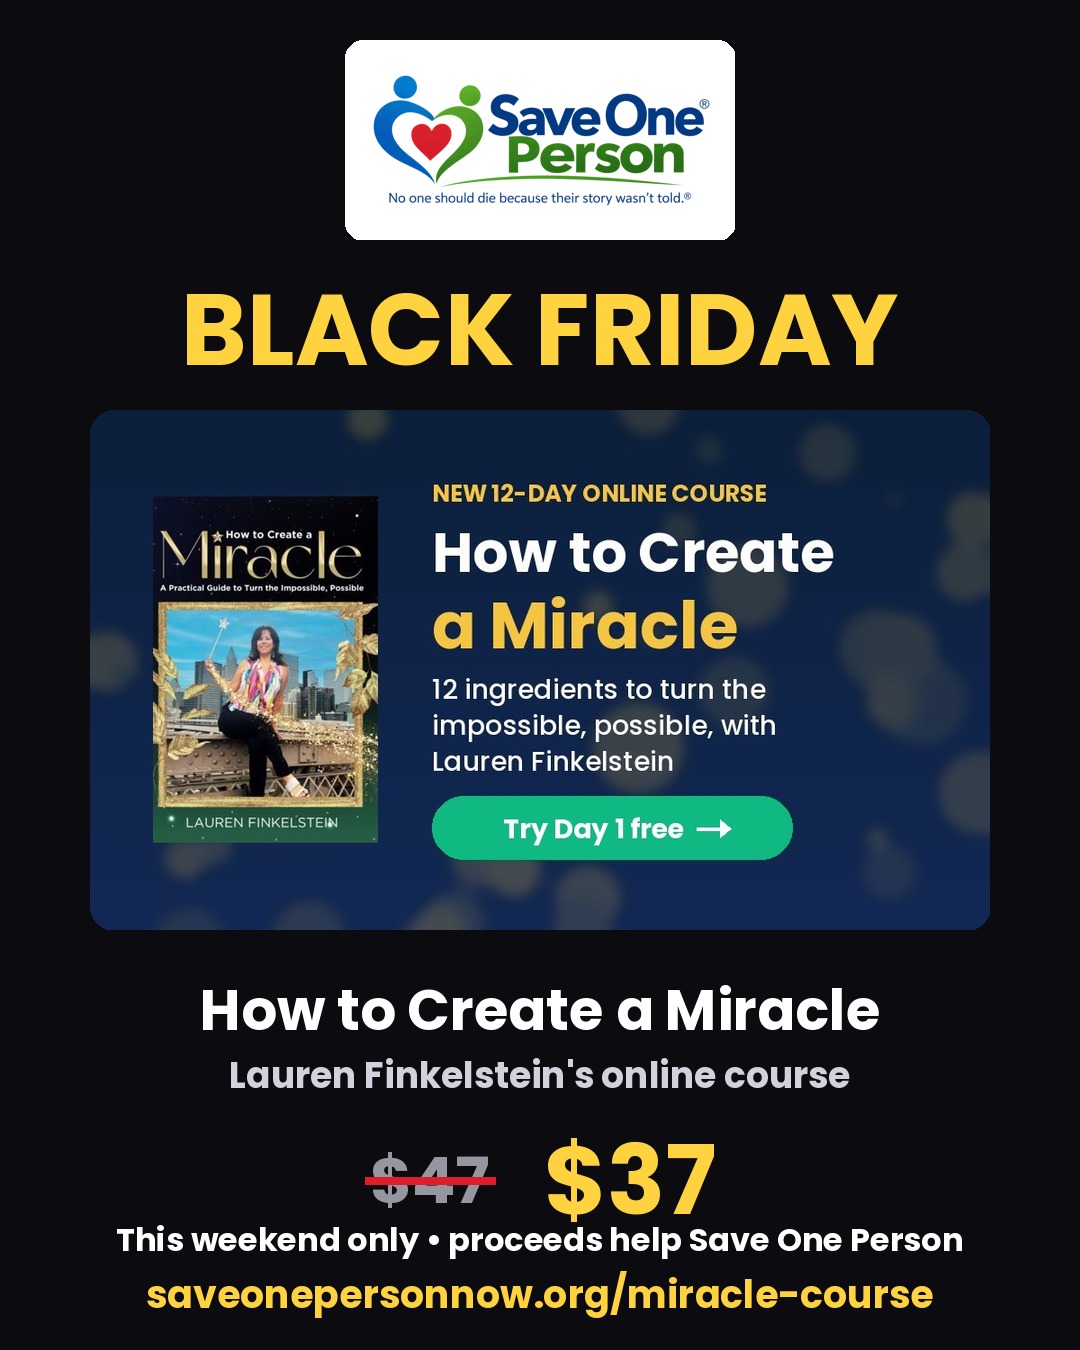 Save One®
Person
No one should die because their story wasn't told.®
BLACK FRIDAY
How to Create a
Miracle
A Practical Guide to Turn the Impossible, Possible
LAUREN FINKELSTEIN
NEW 12-DAY ONLINE COURSE
How to Create
a Miracle
12 ingredients to turn the
impossible, possible, with
Lauren Finkelstein
Try Day 1 free →
How to Create a Miracle
Lauren Finkelstein's online course
$47 $37
This weekend only • proceeds help Save One Person
saveonepersonnow.org/miracle-course